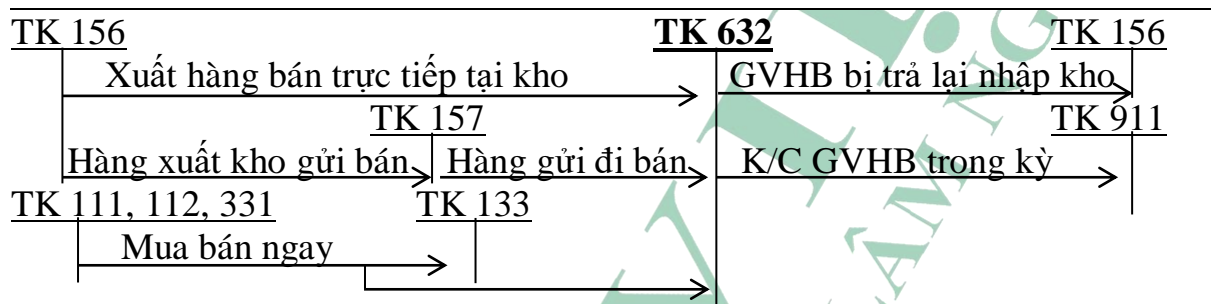 TK 156 TK 632 TK 156
Xuất hàng bán trực tiếp tại kho GVHB bị trả lại nhập kho
TK 157 TK 911
Hàng xuất kho gửi bán Hàng gửi đi bán K/C GVHB trong kỳ
TK 111, 112, 331 TK 133
Mua bán ngay